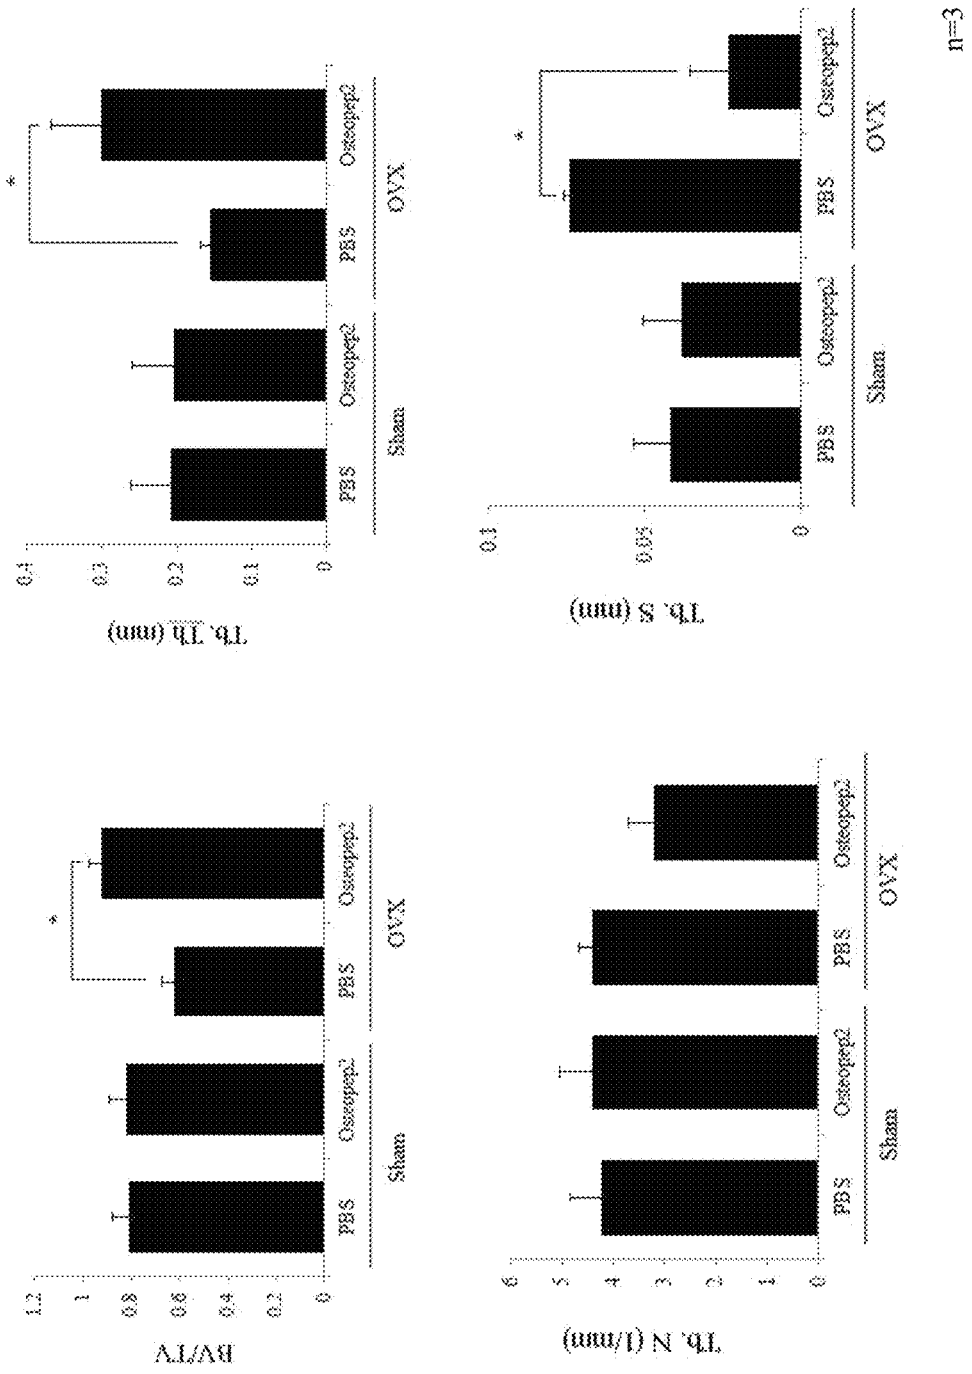 BV/TV
1.2
1
0.8
0.6
0.4
0.2
0
PBS
Osteopep2
PBS
Osteopep2
Sham
OVX
*
Tb. Th (mm)
0.4
0.3
0.2
0.1
0
PBS
Osteopep2
PBS
Osteopep2
Sham
OVX
*
Tb. N (1/mm)
6
5
4
3
2
1
0
PBS
Osteopep2
PBS
Osteopep2
Sham
OVX
Tb. S (mm)
0.1
0.05
0
PBS
Osteopep2
PBS
Osteopep2
Sham
OVX
*
n=3